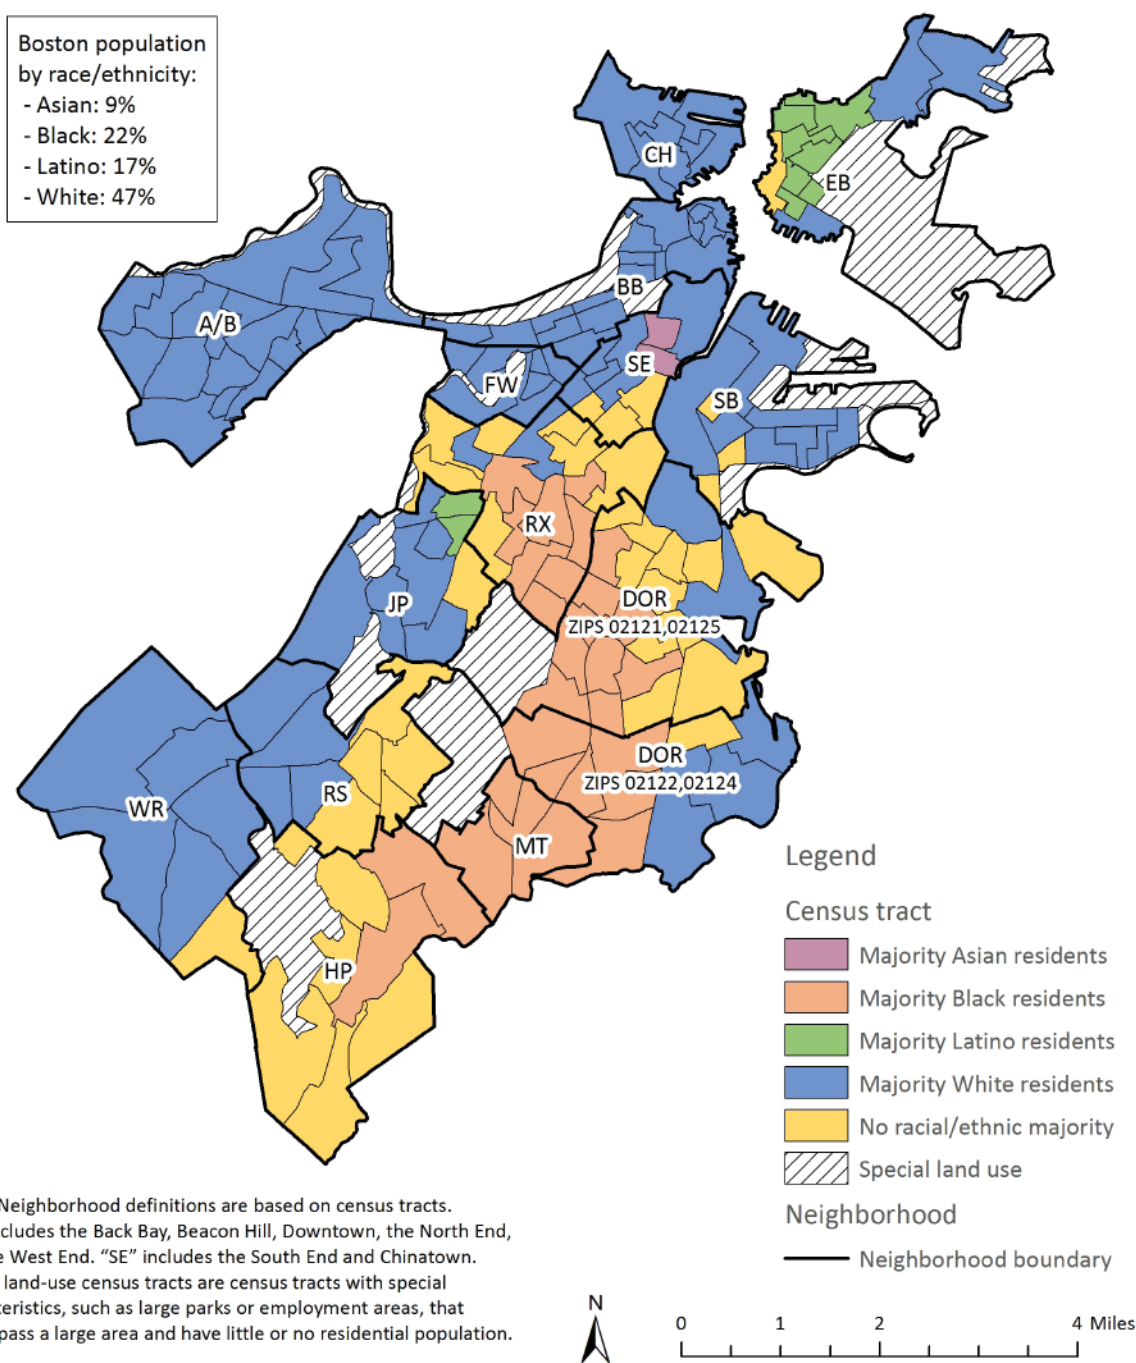 Boston population
by race/ethnicity:
- Asian: 9%
- Black: 22%
- Latino: 17%
- White: 47%
CH
EB
A/B
BB
SE
FW
SB
RX
JP
DOR
ZIPS 02121,02125
DOR
ZIPS 02122,02124
RS
WR
MT
HP
Legend
Census tract
Majority Asian residents
Majority Black residents
Majority Latino residents
Majority White residents
No racial/ethnic majority
Special land use
Neighborhood
Neighborhood boundary
Neighborhood definitions are based on census tracts.
cludes the Back Bay, Beacon Hill, Downtown, the North End,
e West End. “SE” includes the South End and Chinatown.
land-use census tracts are census tracts with special
teristics, such as large parks or employment areas, that
pass a large area and have little or no residential population.
N
0 1 2 4 Miles